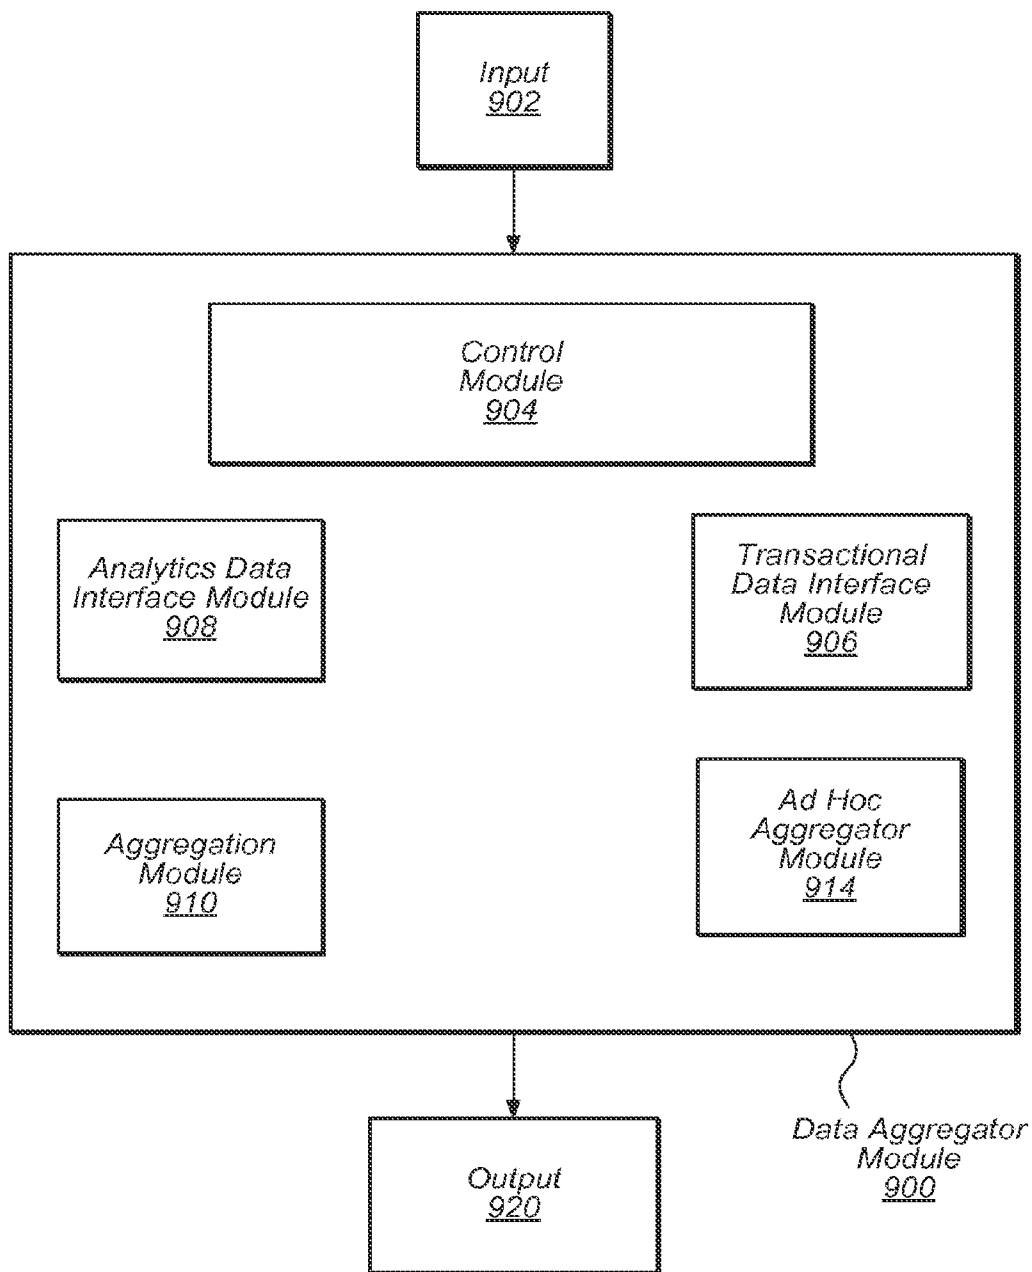 Input
902
Control
Module
904
Analytics Data
Interface Module
908
Transactional
Data Interface
Module
906
Aggregation
Module
910
Ad Hoc
Aggregator
Module
914
Data Aggregator
Module
900
Output
920